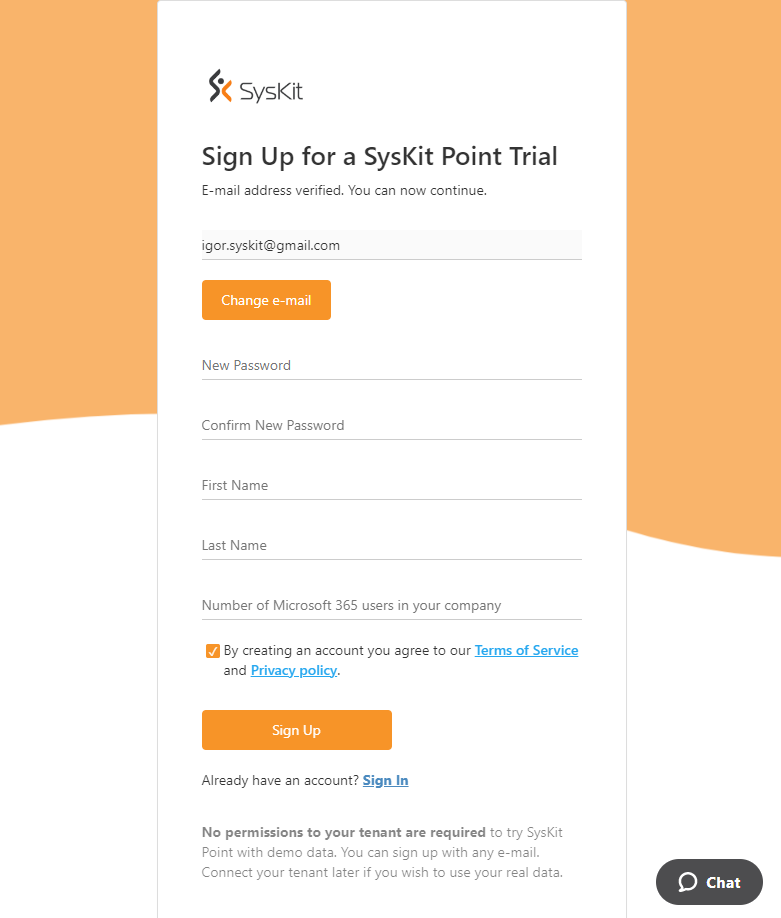 SysKit
Sign Up for a SysKit Point Trial
E-mail address verified. You can now continue.
igor.syskit@gmail.com
Change e-mail
New Password
Confirm New Password
First Name
Last Name
Number of Microsoft 365 users in your company
By creating an account you agree to our Terms of Service
and Privacy policy.
Sign Up
Already have an account? Sign In
No permissions to your tenant are required to try SysKit
Point with demo data. You can sign up with any e-mail.
Connect your tenant later if you wish to use your real data.
Chat